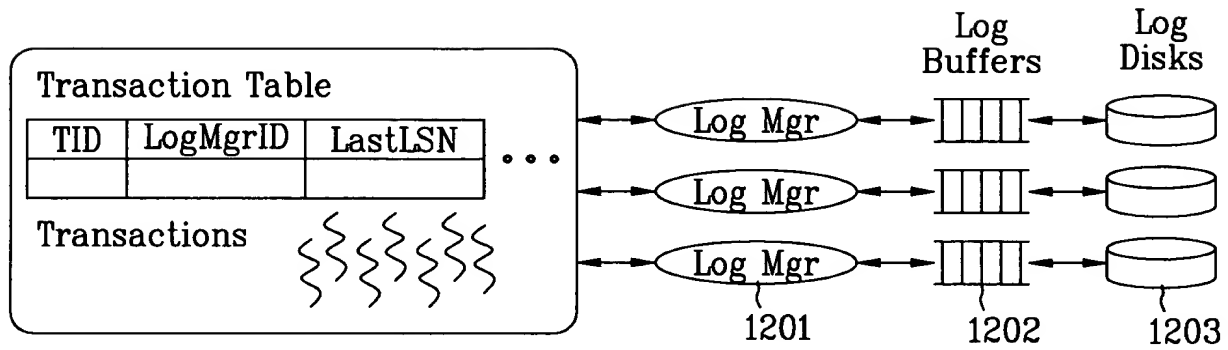 Log Buffers
Log Disks
Transaction Table
TID LogMgrID LastLSN
Transactions
Log Mgr
Log Mgr
Log Mgr
1201 1202 1203